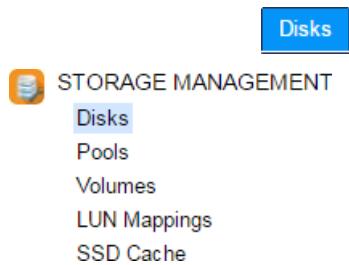 Disks
STORAGE MANAGEMENT
Disks
Pools
Volumes
LUN Mappings
SSD Cache